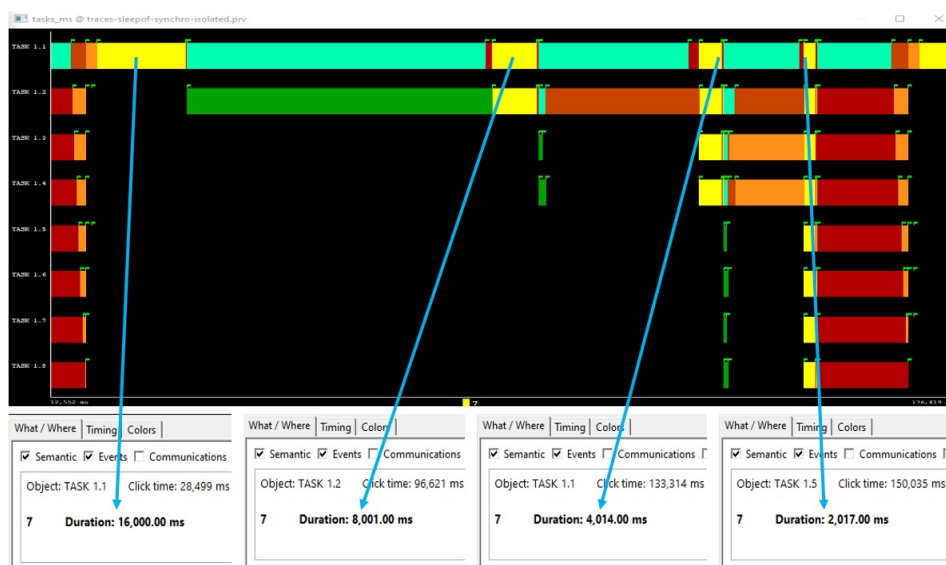 tasks_ms @ traces-sleepof-synchro-isolated.prv
TASK 1.1
TASK 1.2
TASK 1.3
TASK 1.4
TASK 1.5
TASK 1.6
TASK 1.7
TASK 1.8
12,552 ms
7
176,819
What / Where Timing Colors
Semantic Events Communications
Object: TASK 1.1 Click time: 28,499 ms
7 Duration: 16,000.00 ms
What / Where Timing Colors
Semantic Events Communications
Object: TASK 1.2 Click time: 96,621 ms
7 Duration: 8,001.00 ms
What / Where Timing Colors
Semantic Events Communications
Object: TASK 1.1 Click time: 133,314 ms
7 Duration: 4,014.00 ms
What / Where Timing Colors
Semantic Events Communications
Object: TASK 1.5 Click time: 150,035 ms
7 Duration: 2,017.00 ms